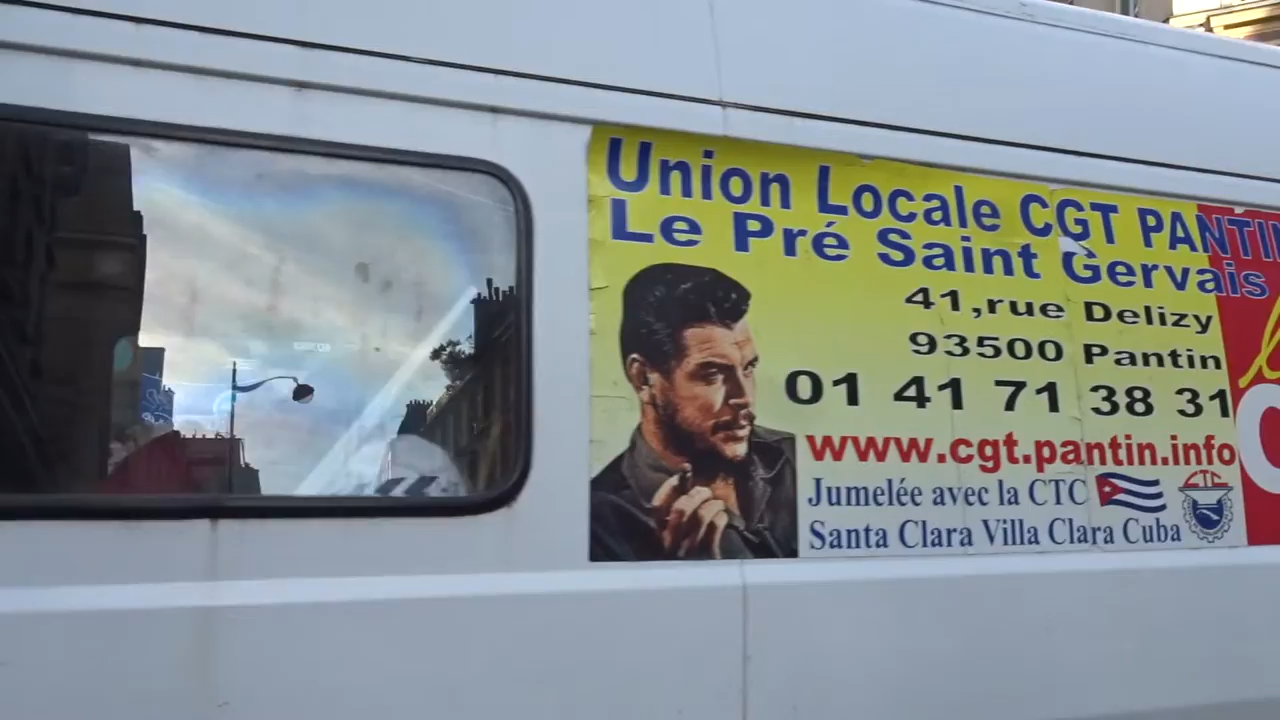 Union Locale CGT PANTIN
Le Pré Saint Gervais
41,rue Delizy
93500 Pantin
01 41 71 38 31
www.cgt.pantin.info
Jumelée avec la CTC
Santa Clara Villa Clara Cuba
CTC